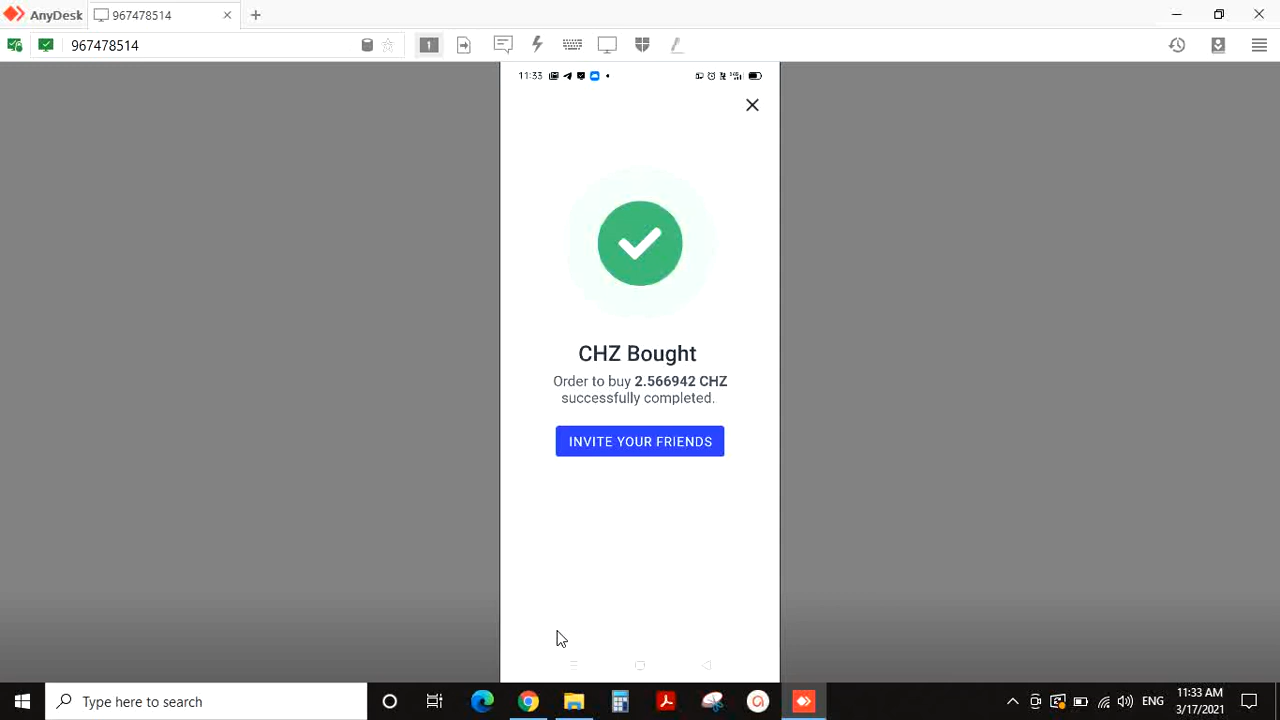 AnyDesk
967478514
967478514
1
11:33
CHZ Bought
Order to buy 2.566942 CHZ
successfully completed.
INVITE YOUR FRIENDS
Type here to search
ENG
11:33 AM
3/17/2021